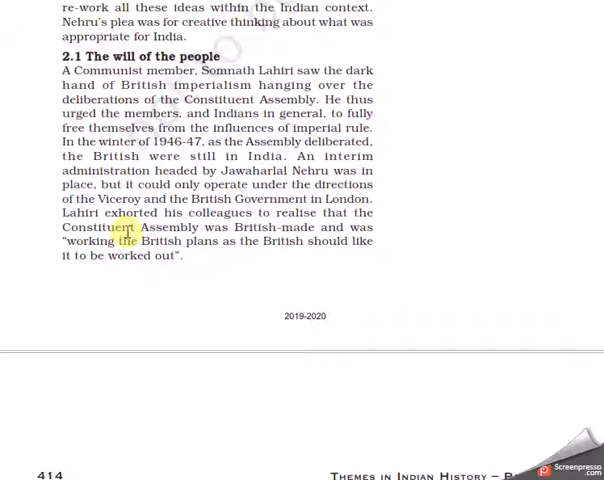 re-work all these ideas within the Indian context.
Nehru's plea was for creative thinking about what was
appropriate for India.
2.1 The will of the people
A Communist member, Somnath Lahiri saw the dark
hand of British imperialism hanging over the
deliberations of the Constituent Assembly. He thus
urged the members, and Indians in general, to fully
free themselves from the influences of imperial rule.
In the winter of 1946-47, as the Assembly deliberated,
the British were still in India. An interim
administration headed by Jawaharlal Nehru was in
place, but it could only operate under the directions
of the Viceroy and the British Government in London.
Lahiri exhorted his colleagues to realise that the
Constituent Assembly was British-made and was
“working the British plans as the British should like
it to be worked out”.
2019-2020
414
THEMES IN INDIAN HISTORY –
Screenpresso
.com